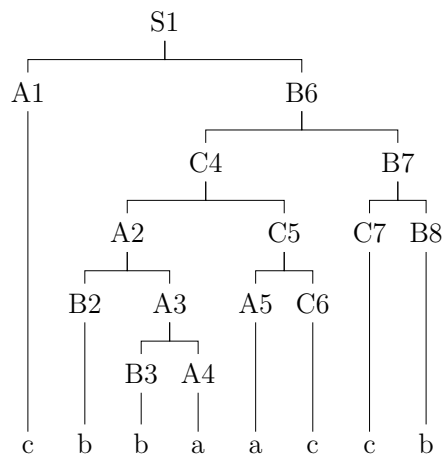 S1
A1 B6
C4 B7
A2 C5 C7 B8
B2 A3 A5 C6
B3 A4
c b b a a c c b